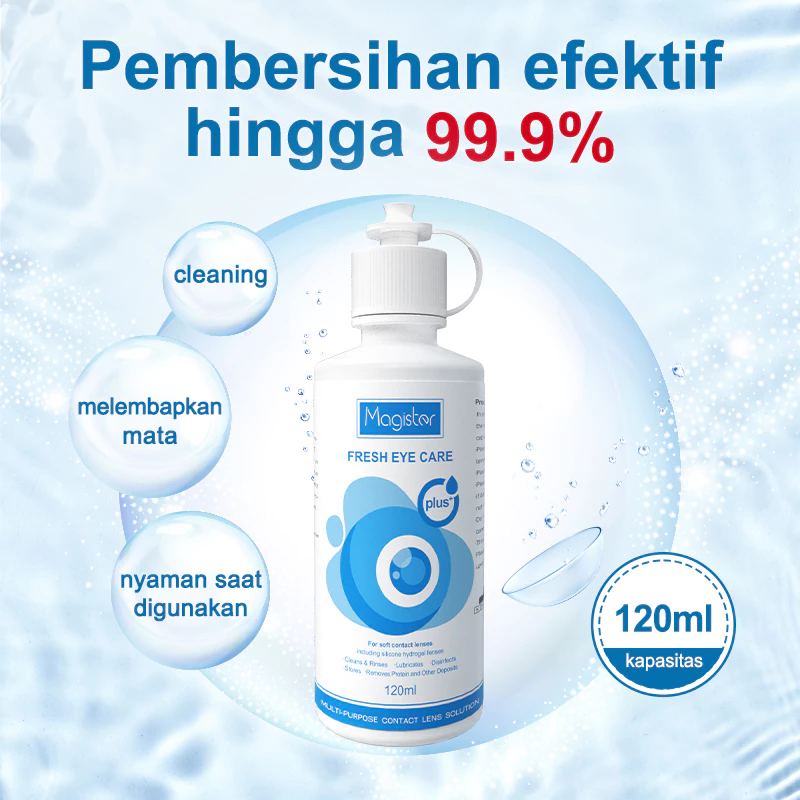 Pembersihan efektif
hingga 99.9%
cleaning
melembapkan
mata
nyaman saat
digunakan
Magister
FRESH EYE CARE
plus+
For soft contact lenses
including silicone hydrogel lenses
·Cleans & Rinses ·Lubricates ·Disinfects
·Stores ·Removes Protein and Other Deposits
120ml
MULTI-PURPOSE CONTACT LENS SOLUTION
120ml
kapasitas